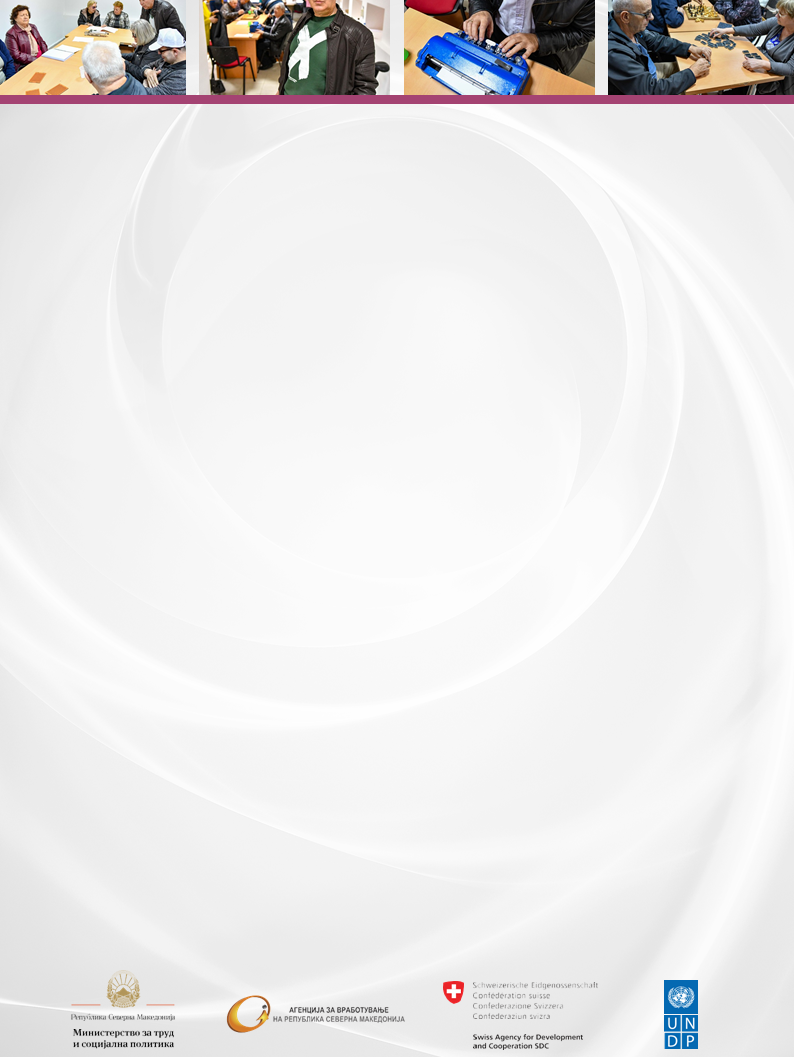 Република Северна Македонија
Министерство за труд
и социјална политика
АГЕНЦИЈА ЗА ВРАБОТУВАЊЕ
НА РЕПУБЛИКА СЕВЕРНА МАКЕДОНИЈА
Schweizerische Eidgenossenschaft
Confédération suisse
Confederazione Svizzera
Confederaziun svizra
Swiss Agency for Development
and Cooperation SDC
U N
D P